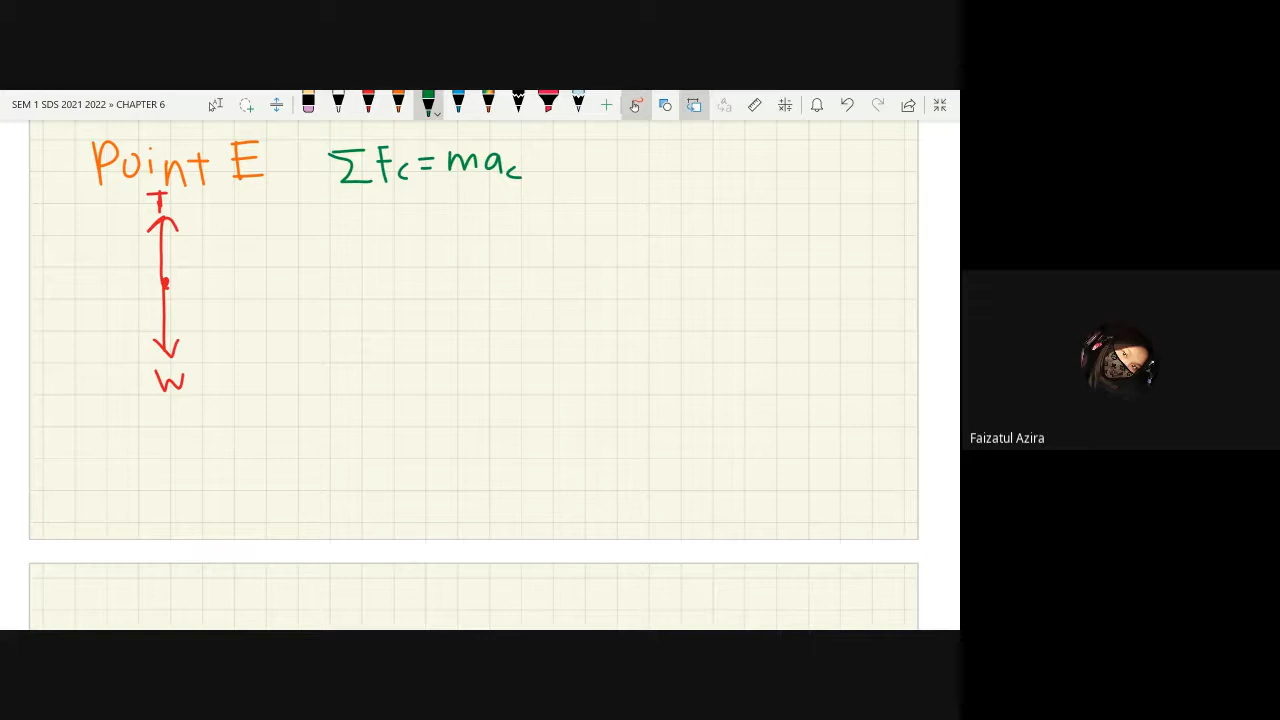 SEM 1 SDS 2021 2022 » CHAPTER 6
Point E
ΣFc = mac
T
W
Faizatul Azira